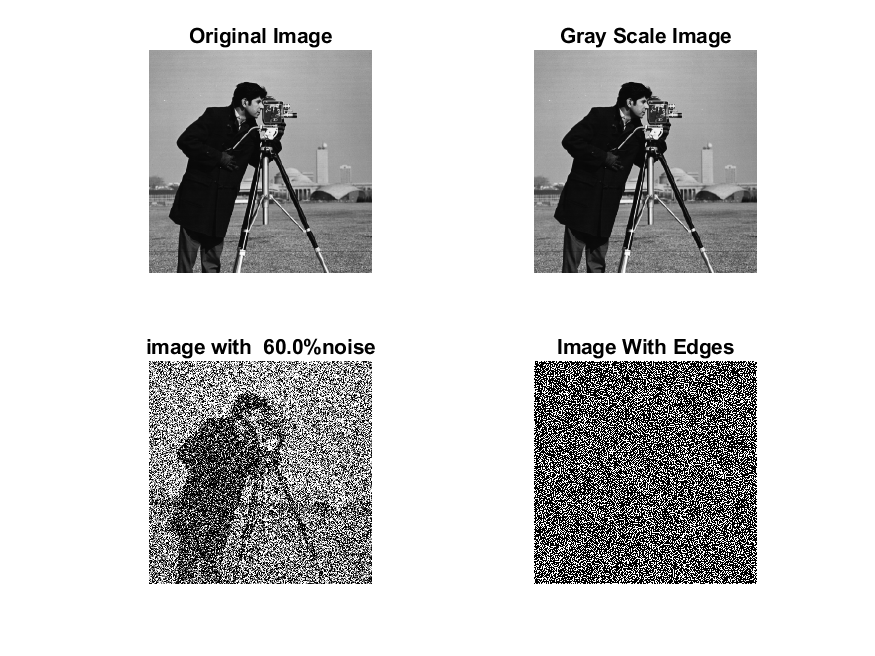 Original Image
Gray Scale Image
image with  60.0%noise
Image With Edges